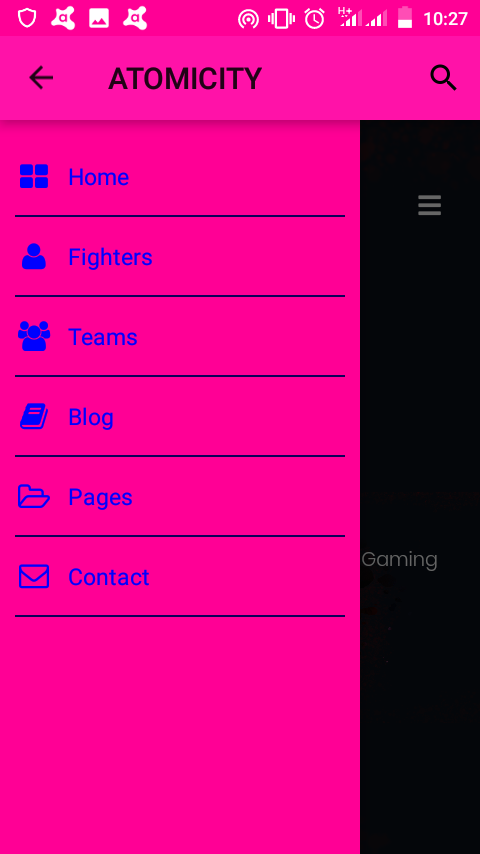 H+
10:27
ATOMICITY
Home
Fighters
Teams
Blog
Pages
Gaming
Contact